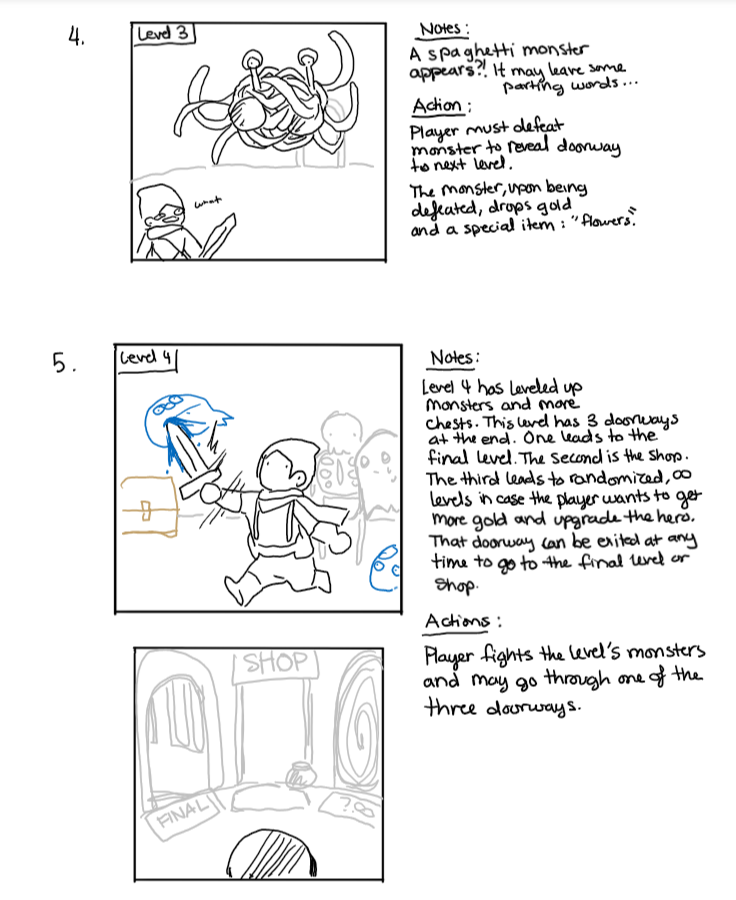 4.
Level 3
what
Notes:
A spaghetti monster
appears?! It may leave some
parting words...
Action:
Player must defeat
monster to reveal doorway
to next level.
The monster, upon being
defeated, drops gold
and a special item: "flowers".
5.
Level 4
Notes:
Level 4 has leveled up
monsters and more
chests. This level has 3 doorways
at the end. One leads to the
final level. The second is the shop.
The third leads to randomized, ∞
levels in case the player wants to get
more gold and upgrade the hero.
That doorway can be exited at any
time to go to the final level or
shop.
Actions:
Player fights the level's monsters
and may go through one of the
three doorways.
SHOP
FINAL
?∞